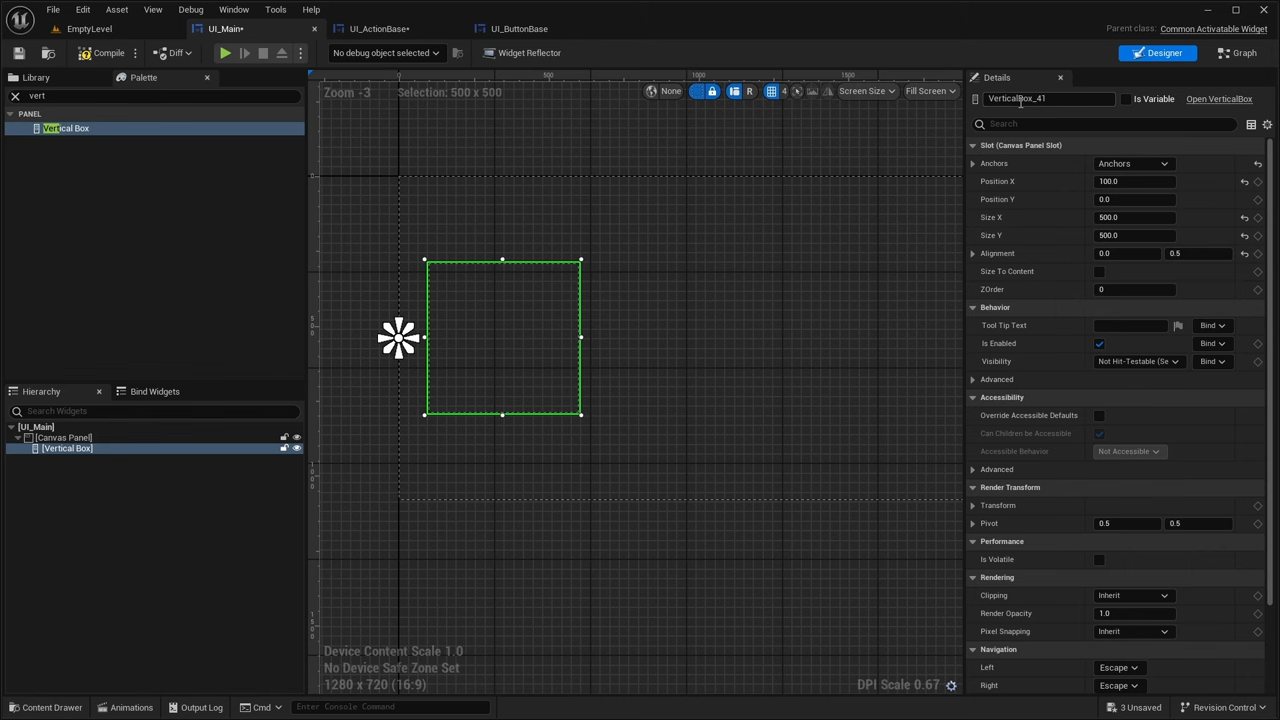 File Edit Asset View Debug Window Tools Help
EmptyLevel UI_Main* UI_ActionBase* UI_ButtonBase Parent class: Common Activatable Widget
Compile Diff No debug object selected Widget Reflector Designer Graph
Library Palette
vert
PANEL
Vertical Box
Hierarchy Bind Widgets
Search Widgets
[UI_Main]
[Canvas Panel]
[Vertical Box]
Zoom -3 Selection: 500 x 500 None R 4 Screen Size Fill Screen
0 500 1000 1500
0
500
1000
1500
Device Content Scale 1.0
No Device Safe Zone Set
1280 x 720 (16:9) DPI Scale 0.67
Details
VerticalBox_41 Is Variable Open VerticalBox
Search
Slot (Canvas Panel Slot)
Anchors Anchors
Position X 100.0
Position Y 0.0
Size X 500.0
Size Y 500.0
Alignment 0.0 0.5
Size To Content
ZOrder 0
Behavior
Tool Tip Text Bind
Is Enabled Bind
Visibility Not Hit-Testable (Se Bind
Advanced
Accessibility
Override Accessible Defaults
Can Children be Accessible
Accessible Behavior Not Accessible
Advanced
Render Transform
Transform
Pivot 0.5 0.5
Performance
Is Volatile
Rendering
Clipping Inherit
Render Opacity 1.0
Pixel Snapping Inherit
Navigation
Left Escape
Right Escape
Content Drawer Animations Output Log Cmd Enter Console Command 3 Unsaved Revision Control